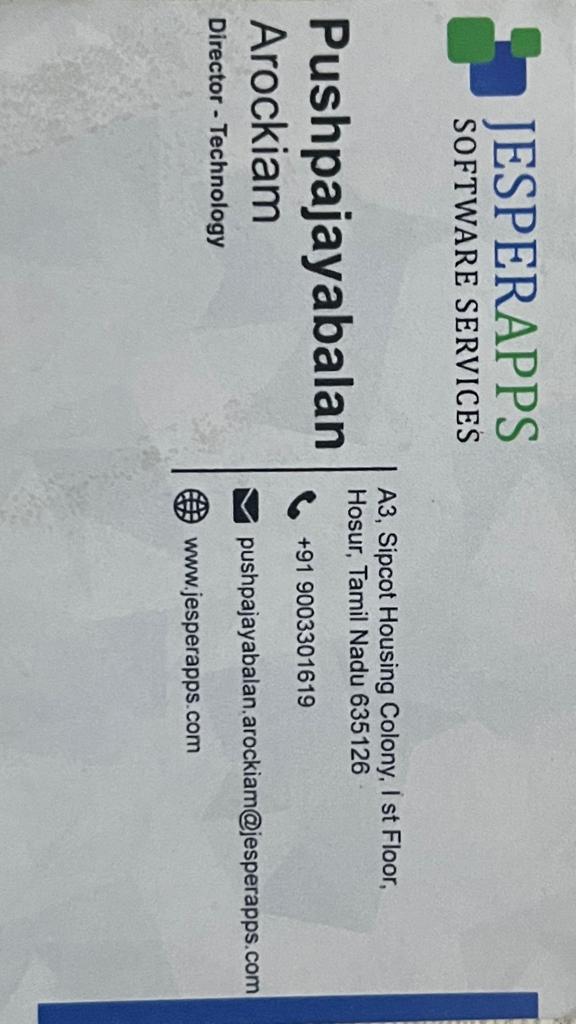 JESPERAPPS
SOFTWARE SERVICES
Pushpajayabalan
Arockiam
Director - Technology
A3, Sipcot Housing Colony, I st Floor,
Hosur, Tamil Nadu 635126
+91 9003301619
pushpajayabalan.arockiam@jesperapps.com
www.jesperapps.com